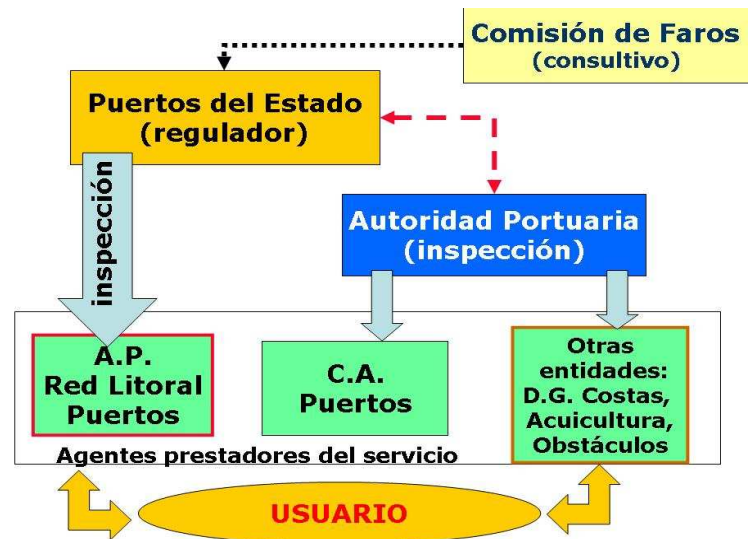 Comisión de Faros
(consultivo)
Puertos del Estado
(regulador)
inspección
Autoridad Portuaria
(inspección)
A.P.
Red Litoral
Puertos
C.A.
Puertos
Otras
entidades:
D.G. Costas,
Acuicultura,
Obstáculos
Agentes prestadores del servicio
USUARIO